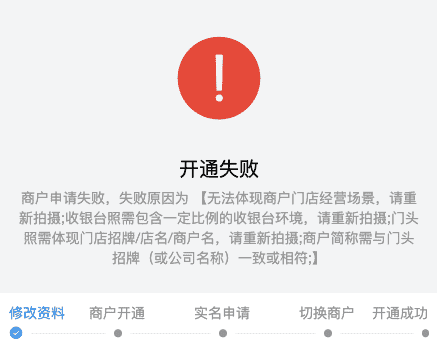 开通失败
商户申请失败，失败原因为 【无法体现商户门店经营场景，请重
新拍摄;收银台照需包含一定比例的收银台环境，请重新拍摄;门头
照需体现门店招牌/店名/商户名，请重新拍摄;商户简称需与门头
招牌（或公司名称）一致或相符;】
修改资料 商户开通 实名申请 切换商户 开通成功